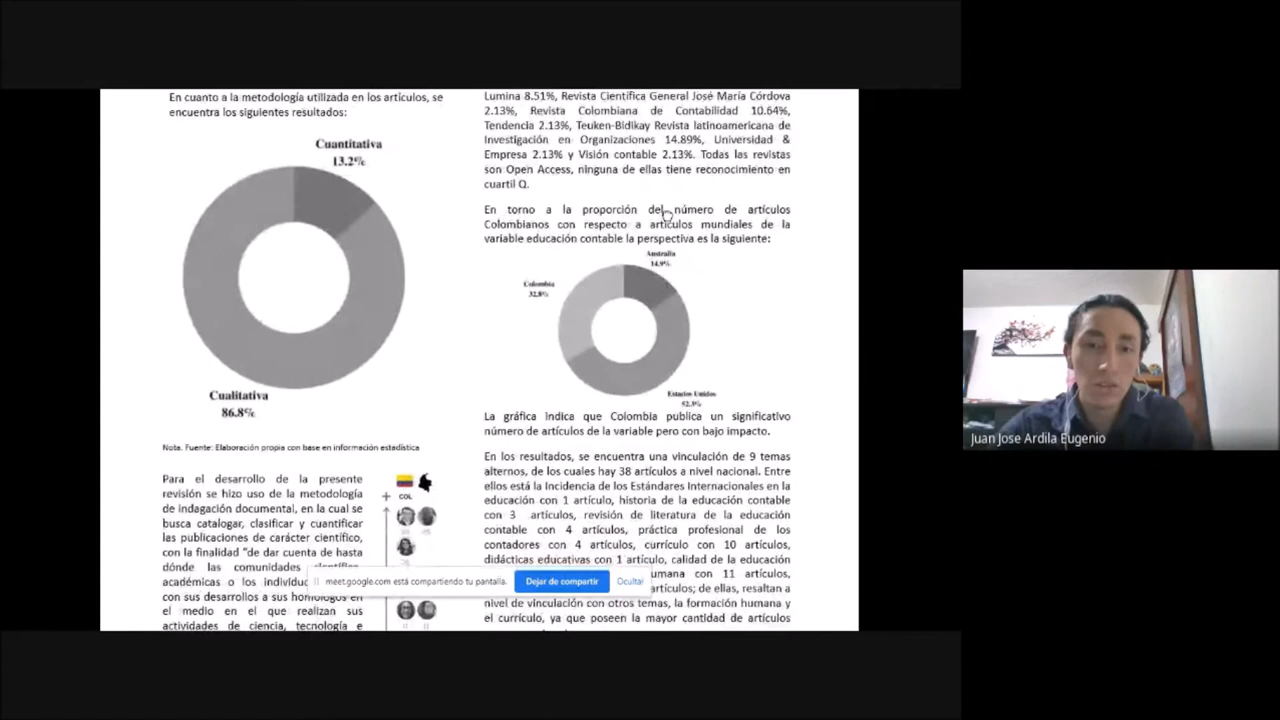 En cuanto a la metodología utilizada en los artículos, se
encuentra los siguientes resultados:
Cuantitativa
13.2%
Cualitativa
86.8%
Nota. Fuente: Elaboración propia con base en información estadística
Para el desarrollo de la presente
revisión se hizo uso de la metodología
de indagación documental, en la cual se
busca catalogar, clasificar y cuantificar
las publicaciones de carácter científico,
con la finalidad "de dar cuenta de hasta
dónde las comunidades
académicas o los
con sus desarrollos a sus homólogos en
el medio en el que realizan sus
actividades de ciencia, tecnología e
COL
Lumina 8.51%, Revista Científica General José María Córdova
2.13%, Revista Colombiana de Contabilidad 10.64%,
Tendencia 2.13%, Teuken-Bidikay Revista latinoamericana de
Investigación en Organizaciones 14.89%, Universidad &
Empresa 2.13% y Visión contable 2.13%. Todas las revistas
son Open Access, ninguna de ellas tiene reconocimiento en
cuartil Q.
En torno a la proporción del número de artículos
Colombianos con respecto a artículos mundiales de la
variable educación contable la perspectiva es la siguiente:
Australia
14.9%
Colombia
32.8%
Estados Unidos
52.3%
La gráfica indica que Colombia publica un significativo
número de artículos de la variable pero con bajo impacto.
En los resultados, se encuentra una vinculación de 9 temas
alternos, de los cuales hay 38 artículos a nivel nacional. Entre
ellos está la Incidencia de los Estándares Internacionales en la
educación con 1 artículo, historia de la educación contable
con 3 artículos, revisión de literatura de la educación
contable con 4 artículos, práctica profesional de los
contadores con 4 artículos, currículo con 10 artículos,
didácticas educativas con 1 artículo, calidad de la educación
umana con 11 artículos,
artículos; de ellas, resaltan a
nivel de vinculación con otros temas, la formación humana y
el currículo, ya que poseen la mayor cantidad de artículos
meet.google.com está compartiendo tu pantalla.
Dejar de compartir
Ocultar
Juan Jose Ardila Eugenio